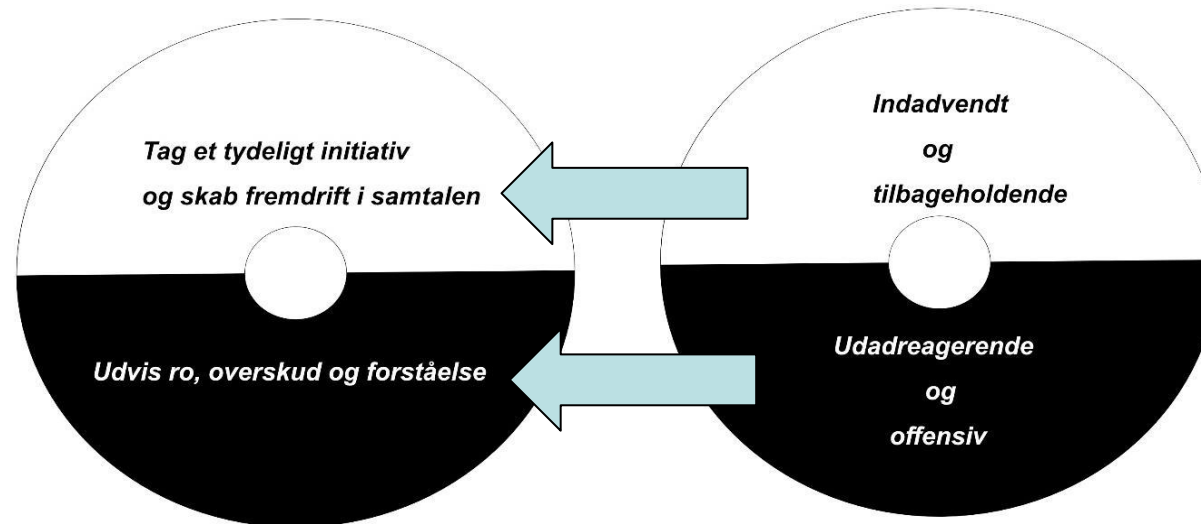 Tag et tydeligt initiativ
og skab fremdrift i samtalen
Udvis ro, overskud og forståelse
Indadvendt
og
tilbageholdende
Udadreagerende
og
offensiv